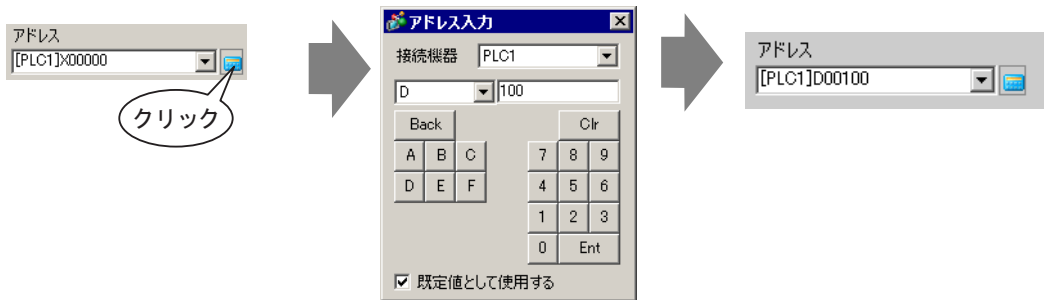 アドレス
[PLC1]X00000
クリック
アドレス入力
接続機器 PLC1
D 100
Back Clr
A B C 7 8 9
D E F 4 5 6
1 2 3
0 Ent
既定値として使用する
アドレス
[PLC1]D00100